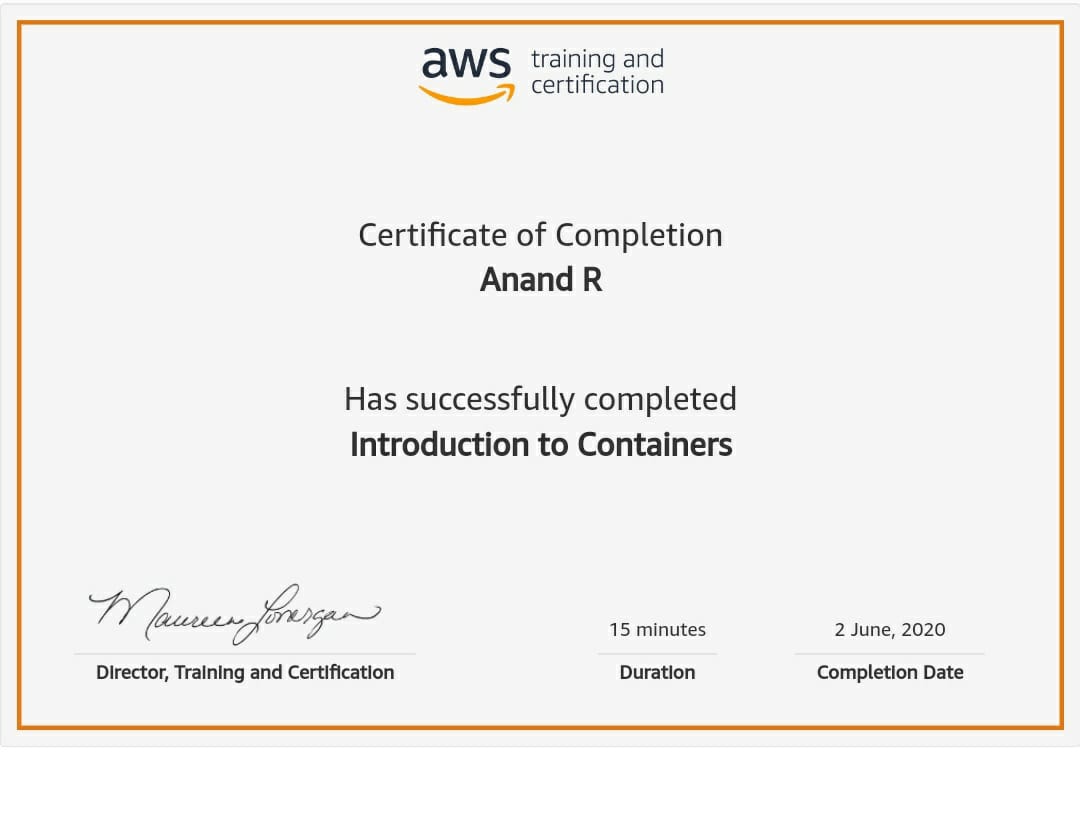 aws training and
certification
Certificate of Completion
Anand R
Has successfully completed
Introduction to Containers
Maureen Lonergan
15 minutes
2 June, 2020
Director, Training and Certification
Duration
Completion Date